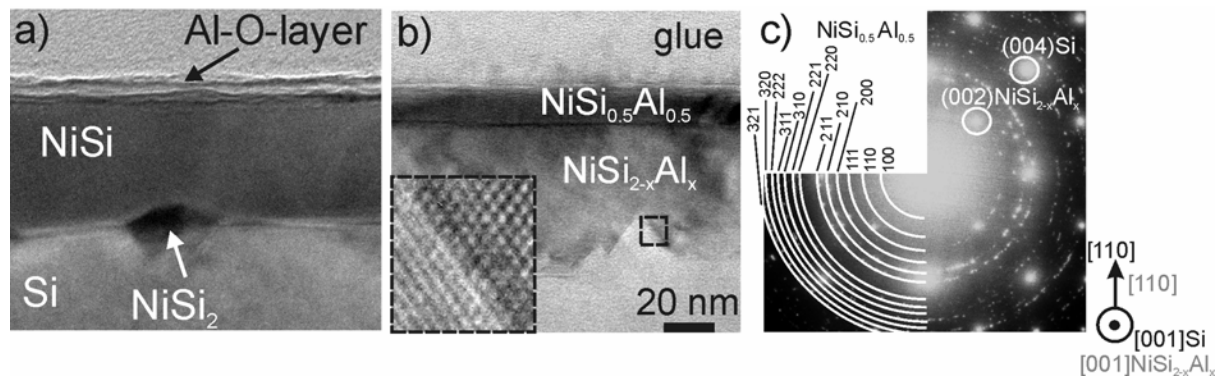 a)
Al-O-layer
NiSi
Si
NiSi2
b)
glue
NiSi0.5Al0.5
NiSi2-xAlx
20 nm
c)
NiSi0.5Al0.5
321
320
222
311
310
221
220
211
210
200
111
110
100
(004)Si
(002)NiSi2-xAlx
[110]
[110]
[001]Si
[001]NiSi2-xAlx